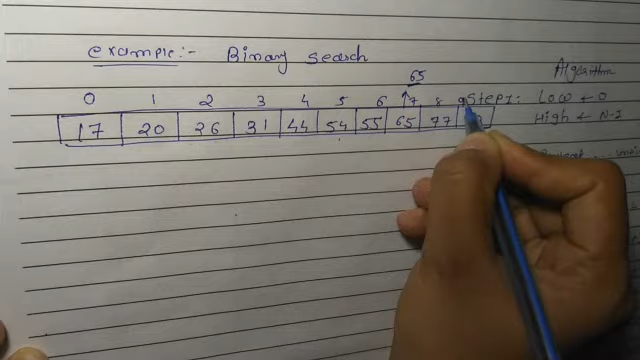 example:- Binary search
65
Algorithm
0 1 2 3 4 5 6 7 8 9 Step1: Low ← 0
17 20 26 31 44 54 55 65 77 High ← N-1